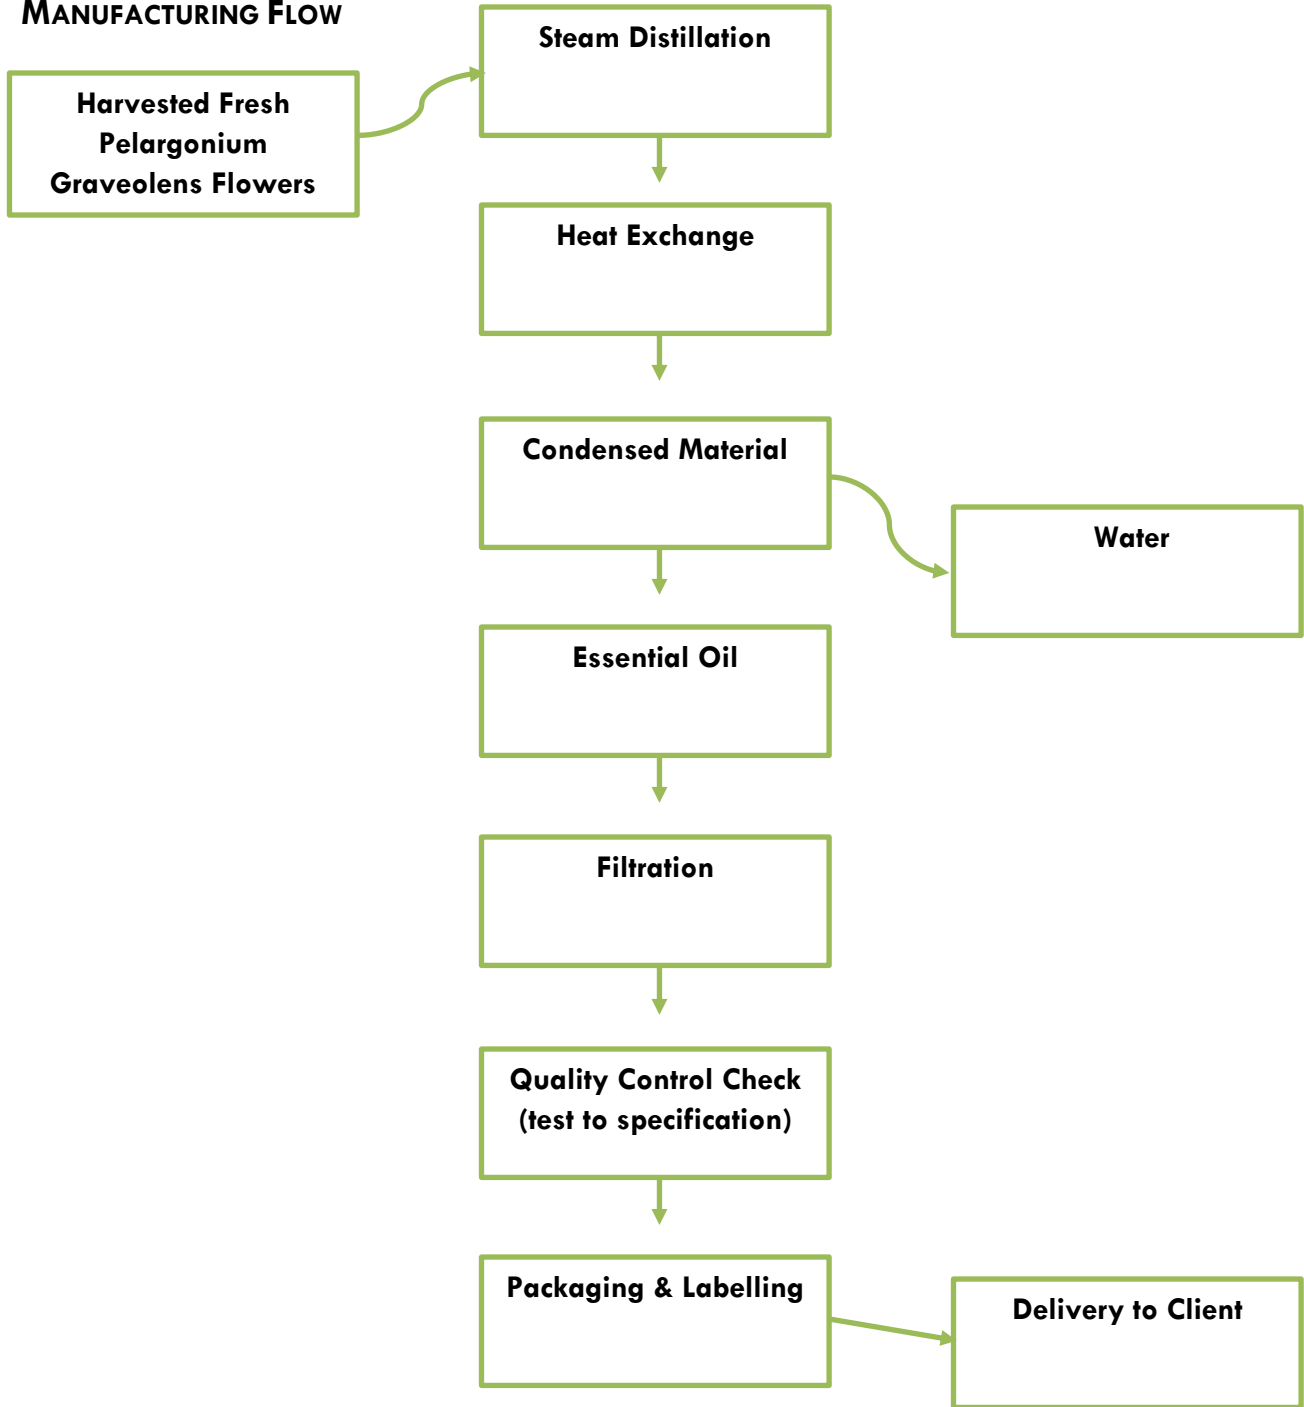 MANUFACTURING FLOW
Harvested Fresh
Pelargonium
Graveolens Flowers
Steam Distillation
Heat Exchange
Condensed Material
Water
Essential Oil
Filtration
Quality Control Check
(test to specification)
Packaging & Labelling
Delivery to Client